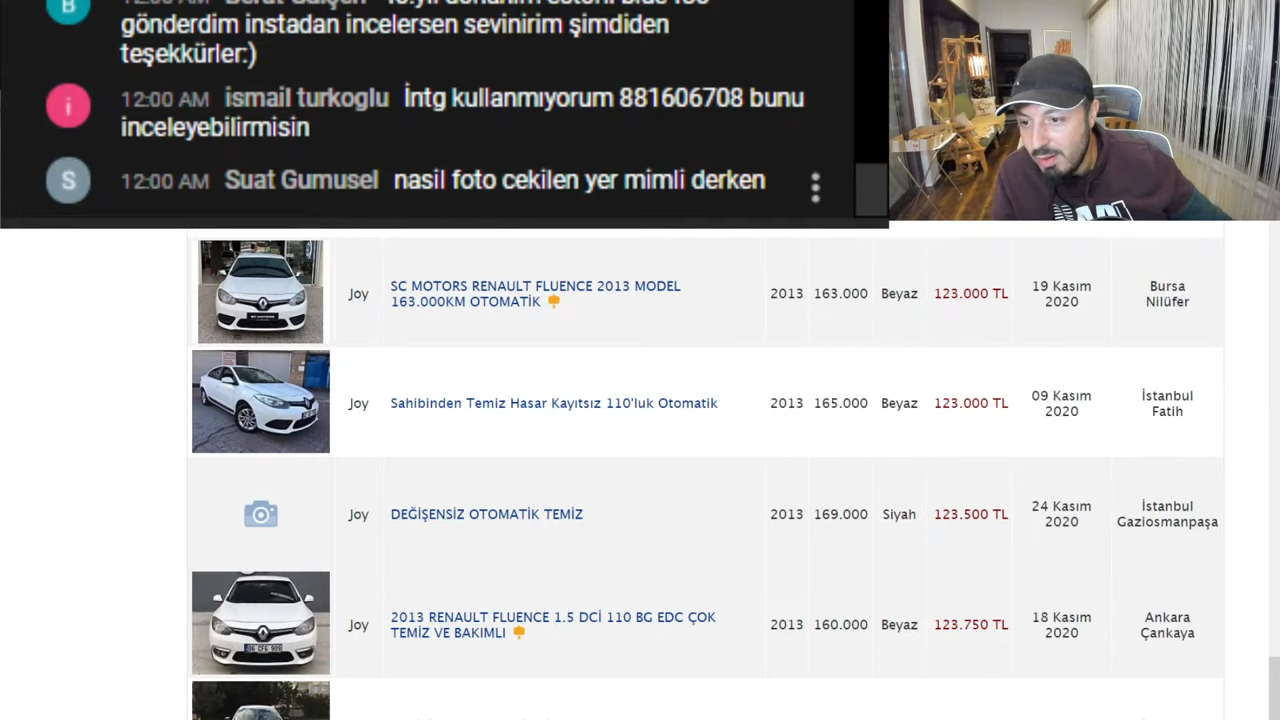 B
gönderdim instadan incelersen sevinirim şimdiden
teşekkürler:)
i
12:00 AM ismail turkoglu İntg kullanmıyorum 881606708 bunu
inceleyebilirmisin
S
12:00 AM Suat Gumusel nasil foto cekilen yer mimli derken
Joy
SC MOTORS RENAULT FLUENCE 2013 MODEL
163.000KM OTOMATİK
2013 163.000 Beyaz 123.000 TL
19 Kasım
2020
Bursa
Nilüfer
Joy
Sahibinden Temiz Hasar Kayıtsız 110'luk Otomatik
2013 165.000 Beyaz 123.000 TL
09 Kasım
2020
İstanbul
Fatih
Joy
DEĞİŞENSİZ OTOMATİK TEMİZ
2013 169.000 Siyah 123.500 TL
24 Kasım
2020
İstanbul
Gaziosmanpaşa
Joy
2013 RENAULT FLUENCE 1.5 DCİ 110 BG EDC ÇOK
TEMİZ VE BAKIMLI
2013 160.000 Beyaz 123.750 TL
18 Kasım
2020
Ankara
Çankaya